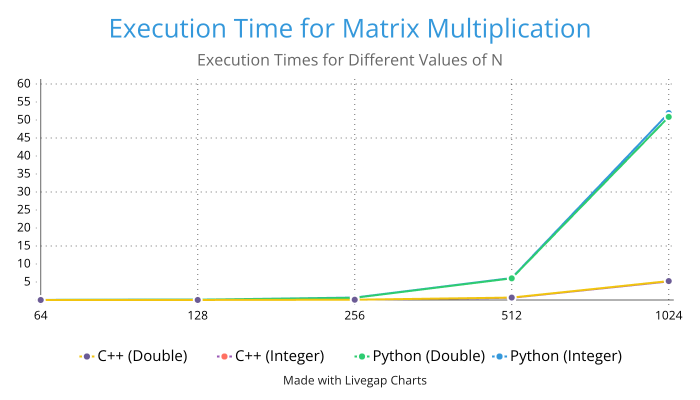 Execution Time for Matrix Multiplication
Execution Times for Different Values of N
60
55
50
45
40
35
30
25
20
15
10
5
64 128 256 512 1024
C++ (Double) C++ (Integer) Python (Double) Python (Integer)
Made with Livegap Charts